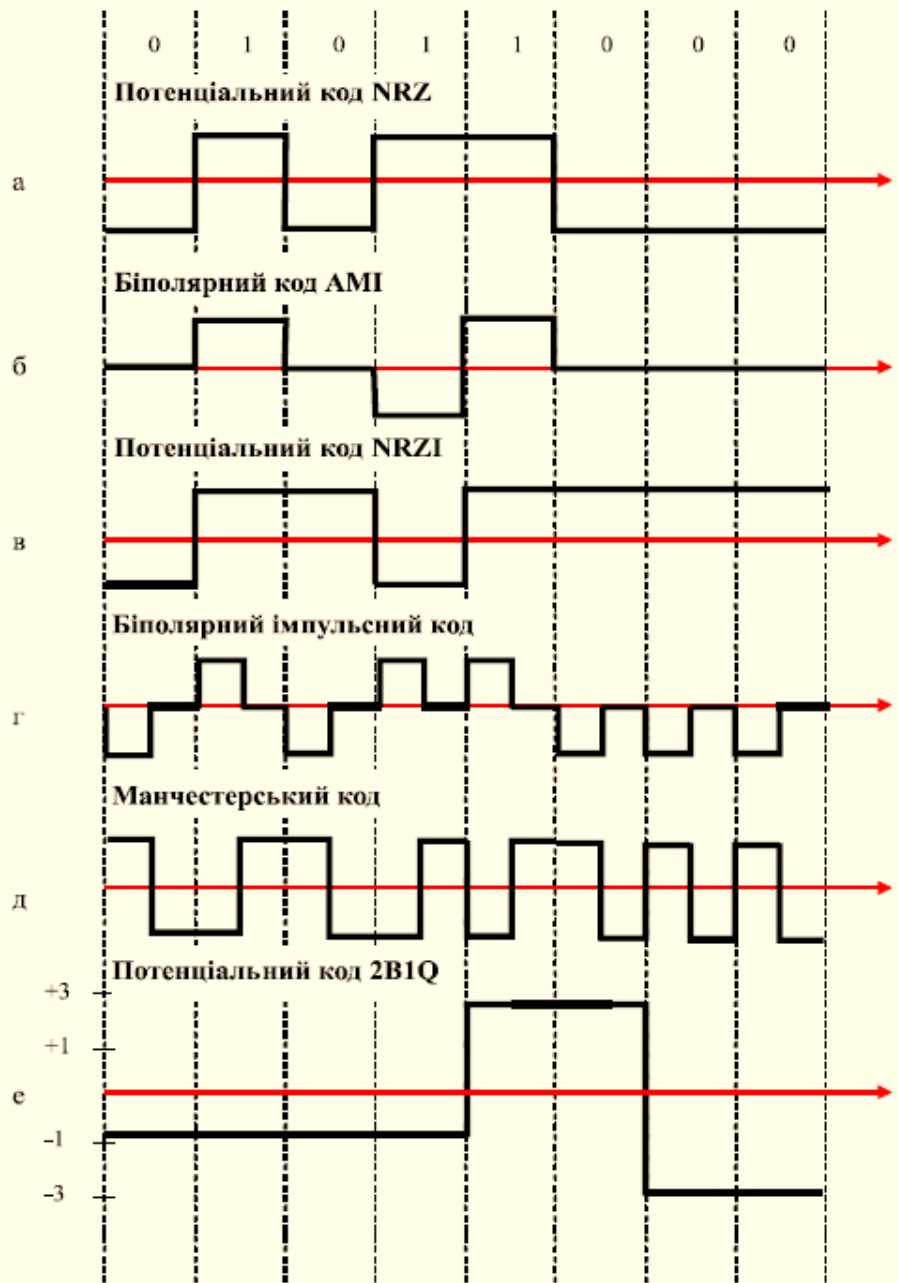 0 1 0 1 1 0 0 0
Потенціальний код NRZ
а
Біполярний код AMI
б
Потенціальний код NRZI
в
Біполярний імпульсний код
г
Манчестерський код
д
Потенціальний код 2B1Q
+3
+1
е
-1
-3